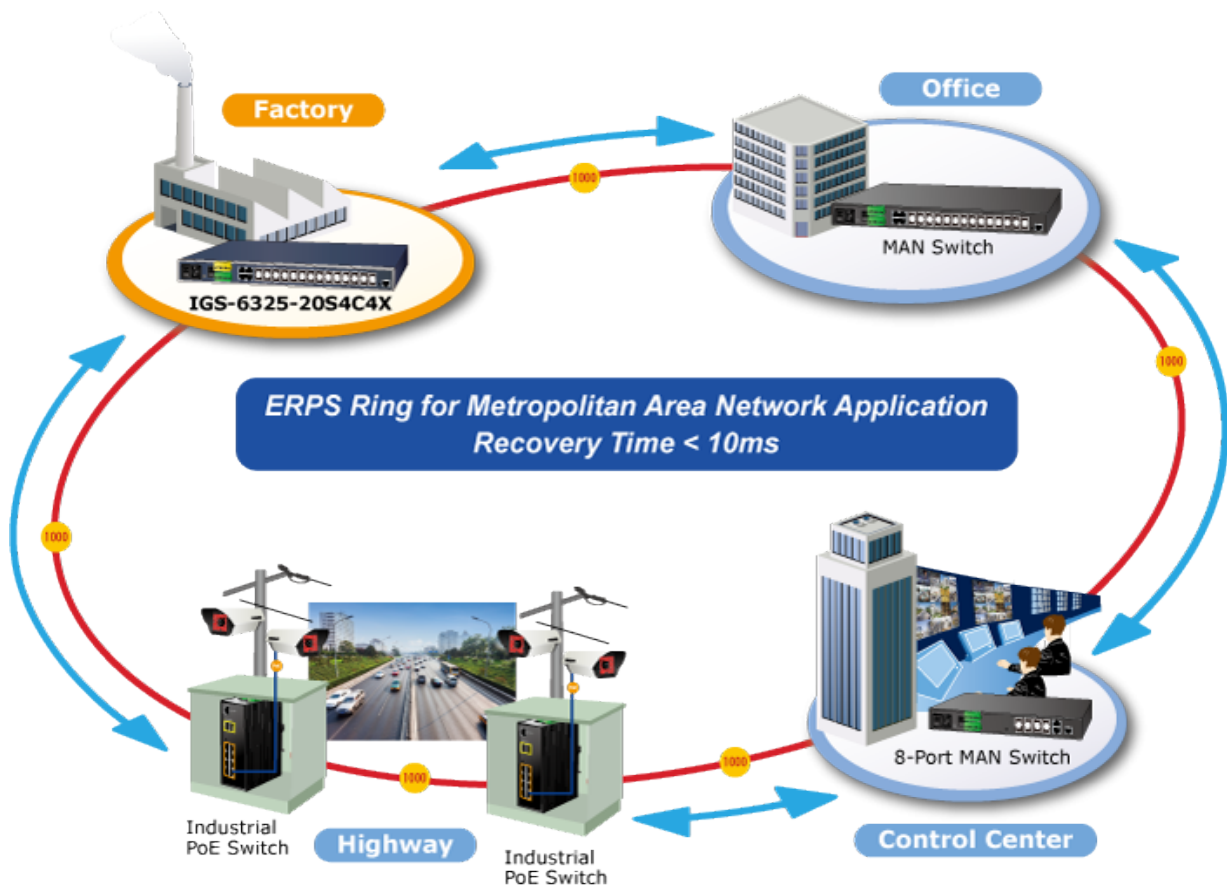 Factory
Office
1000
MAN Switch
IGS-6325-20S4C4X
1000
ERPS Ring for Metropolitan Area Network Application
Recovery Time < 10ms
1000
8-Port MAN Switch
1000
1000
Industrial
PoE Switch
Highway
Industrial
PoE Switch
Control Center